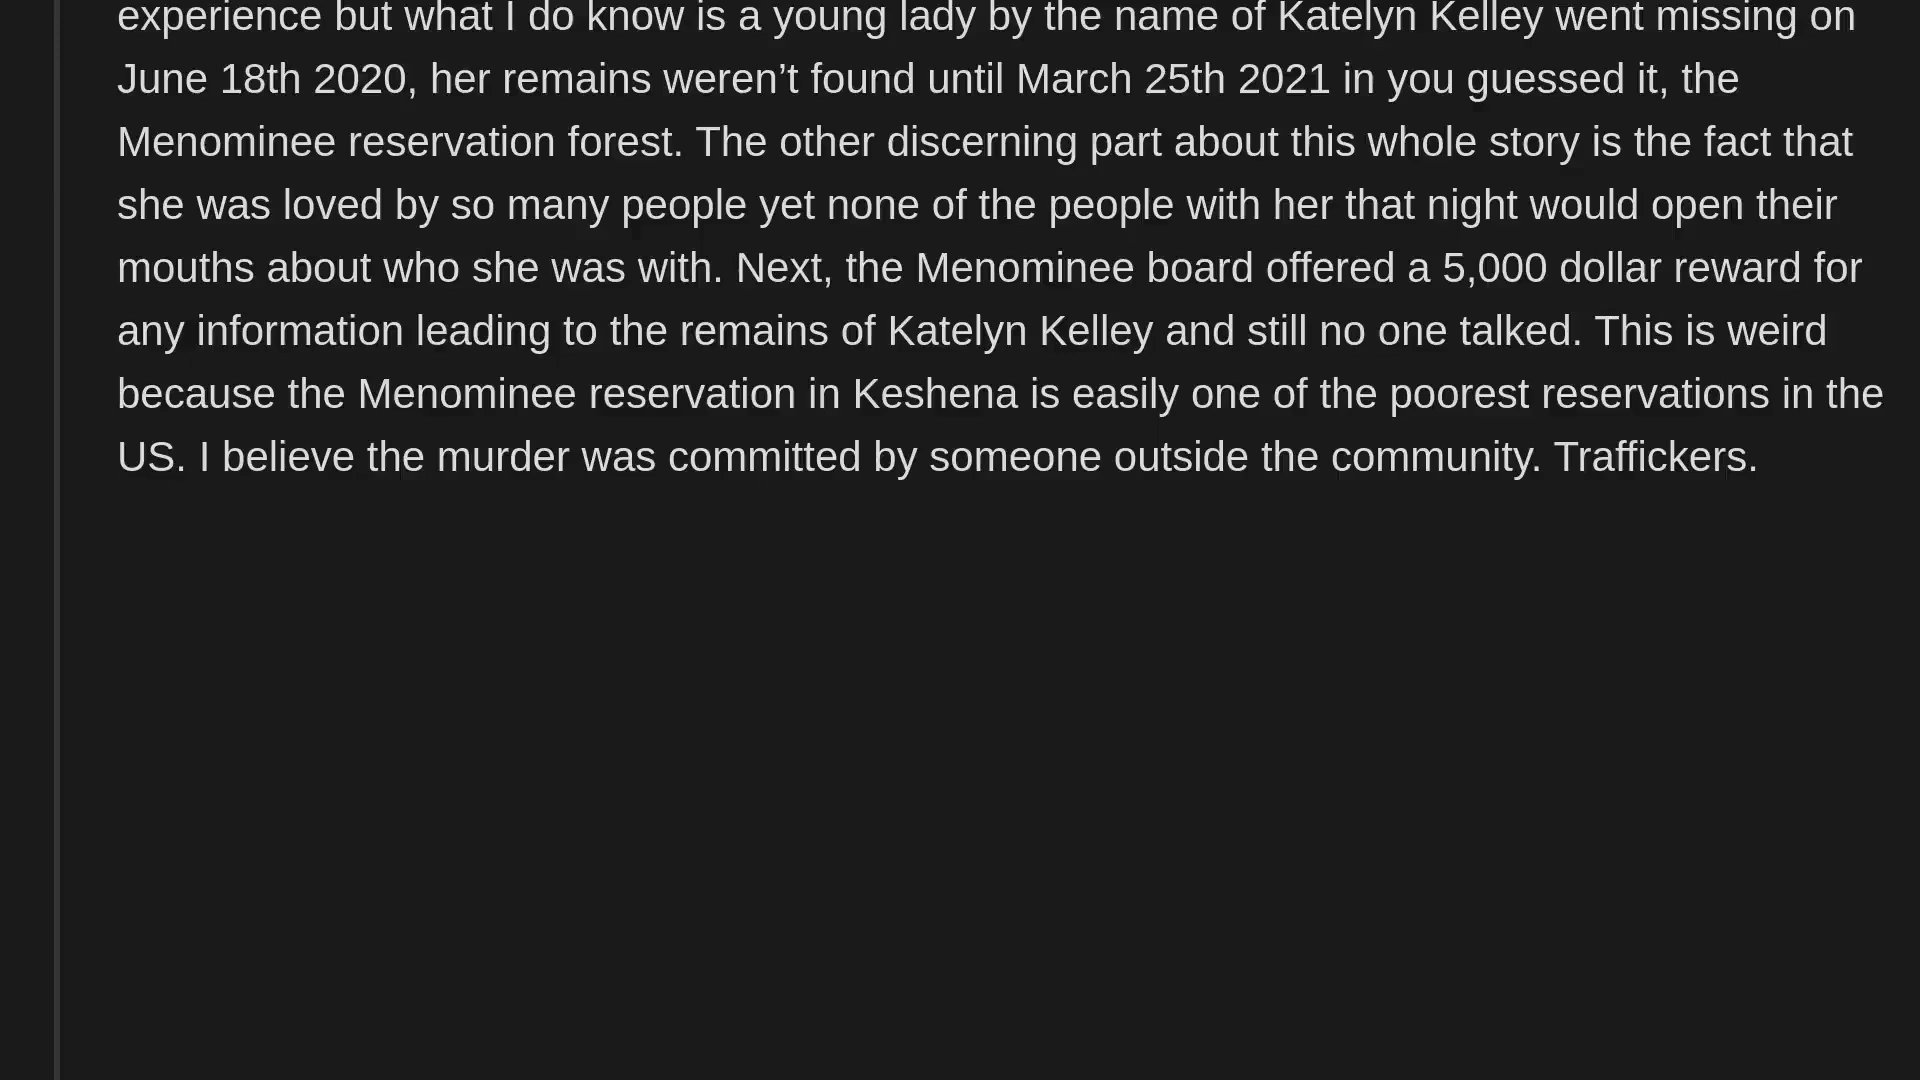 experience but what I do know is a young lady by the name of Katelyn Kelley went missing on
June 18th 2020, her remains weren’t found until March 25th 2021 in you guessed it, the
Menominee reservation forest. The other discerning part about this whole story is the fact that
she was loved by so many people yet none of the people with her that night would open their
mouths about who she was with. Next, the Menominee board offered a 5,000 dollar reward for
any information leading to the remains of Katelyn Kelley and still no one talked. This is weird
because the Menominee reservation in Keshena is easily one of the poorest reservations in the
US. I believe the murder was committed by someone outside the community. Traffickers.